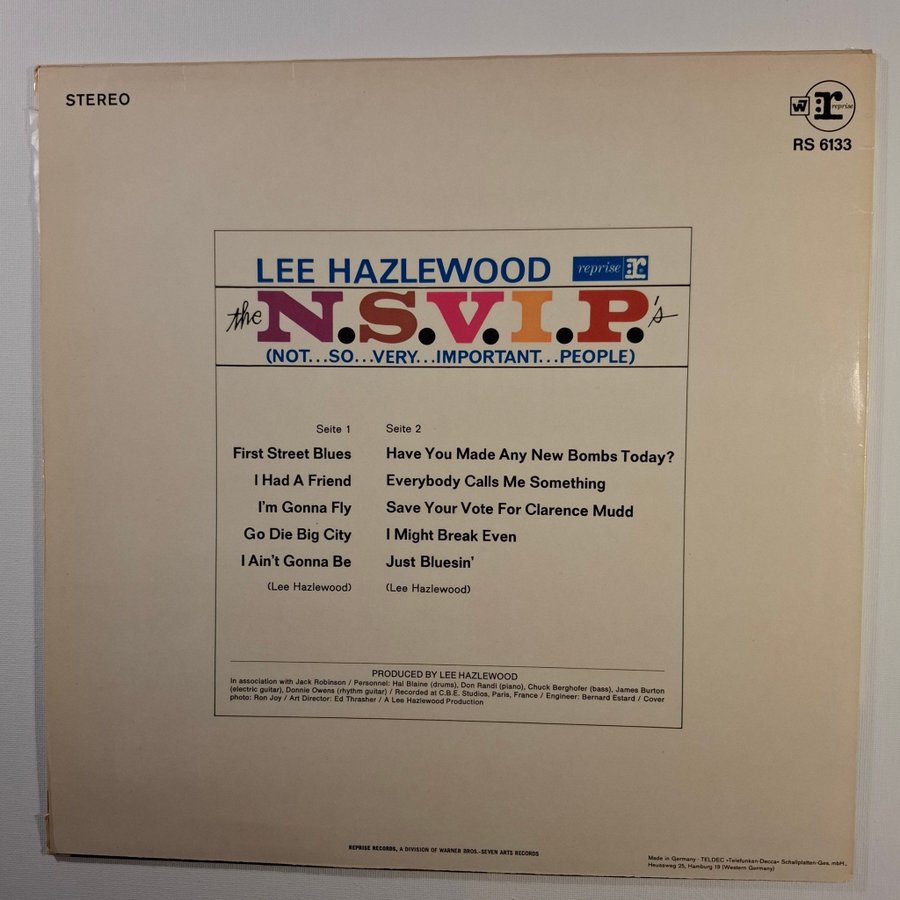 STEREO
W7 r: reprise
RS 6133
LEE HAZLEWOOD reprise r:
the N.S.V.I.P.'s
(NOT...SO...VERY...IMPORTANT...PEOPLE)
Seite 1
First Street Blues
I Had A Friend
I'm Gonna Fly
Go Die Big City
I Ain't Gonna Be
(Lee Hazlewood)
Seite 2
Have You Made Any New Bombs Today?
Everybody Calls Me Something
Save Your Vote For Clarence Mudd
I Might Break Even
Just Bluesin'
(Lee Hazlewood)
PRODUCED BY LEE HAZLEWOOD
In association with Jack Robinson / Personnel: Hal Blaine (drums), Don Randi (piano), Chuck Berghofer (bass), James Burton
(electric guitar), Donnie Owens (rhythm guitar) / Recorded at C.B.E. Studios, Paris, France / Engineer: Bernard Estard / Cover
photo: Ron Joy / Art Director: Ed Thrasher / A Lee Hazlewood Production
REPRISE RECORDS, A DIVISION OF WARNER BROS.-SEVEN ARTS RECORDS
Made in Germany · TELDEC »Telefunken-Decca« Schallplatten-Ges. mbH.,
Heussweg 25, Hamburg 19 (Western Germany)